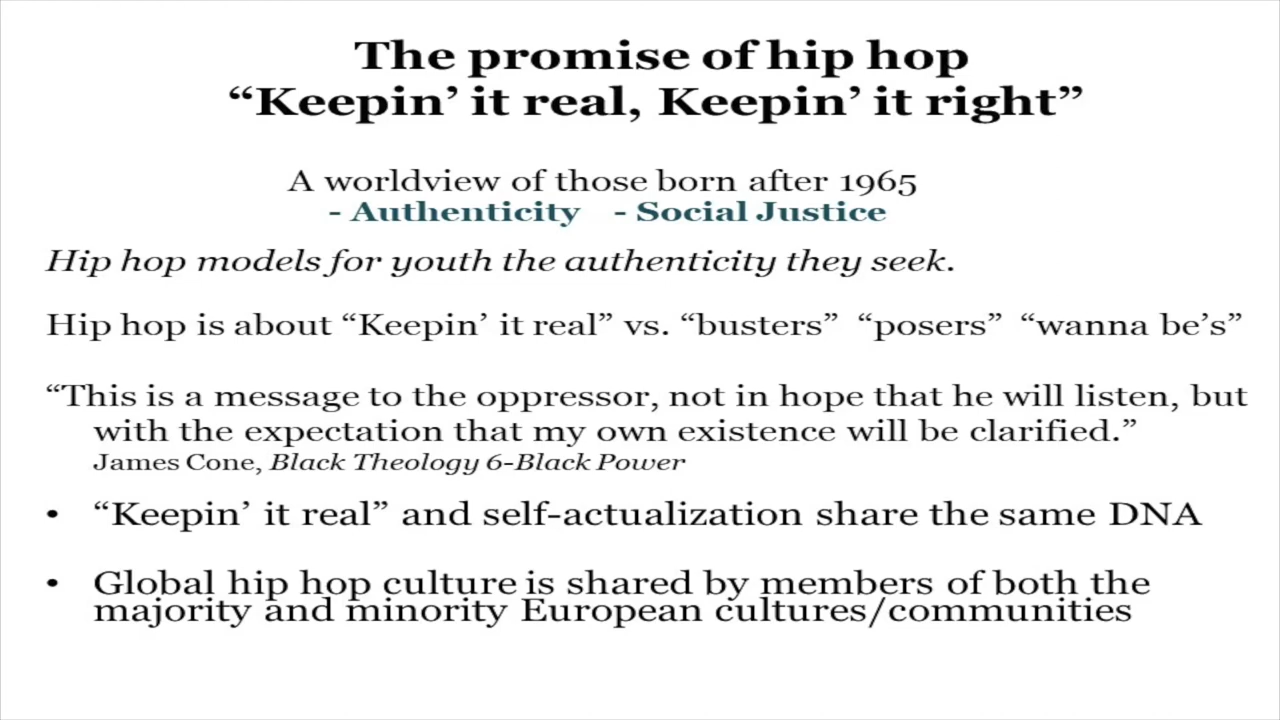 The promise of hip hop
“Keepin’ it real, Keepin’ it right”
A worldview of those born after 1965
- Authenticity - Social Justice
Hip hop models for youth the authenticity they seek.
Hip hop is about “Keepin’ it real” vs. “busters” “posers” “wanna be’s”
“This is a message to the oppressor, not in hope that he will listen, but
with the expectation that my own existence will be clarified.”
James Cone, Black Theology 6-Black Power
• “Keepin’ it real” and self-actualization share the same DNA
• Global hip hop culture is shared by members of both the
majority and minority European cultures/communities